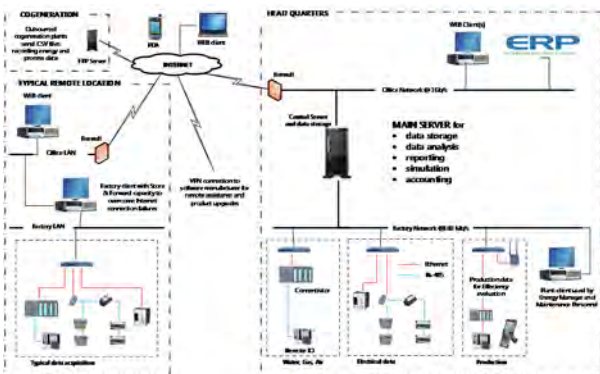 COGENERATION
Outsourced
cogeneration plants
send CSV files
recording energy and
process data
FTP Server
PDA
WEB client
INTERNET
HEAD QUARTERS
WEB Client(s)
ERP
Firewall
Office Network @
Central Server
and data storage
MAIN SERVER for
• data storage
• data analysis
• reporting
• simulation
• accounting
TYPICAL REMOTE LOCATION
WEB client
Firewall
Office LAN
Factory client with Store
& Forward capacity to
overcome Internet
connection failures
VPN connection to
software manufacturer for
remote assistance and
product upgrades
Factory LAN
Factory Network @
Ethernet
Rs-485
Concentrator
Production data
for Efficiency
evaluation
Plant client used by
Energy Manager and
Maintenance Personnel
Typical data acquisition
Remote IO
Water, Gas, Air
Electrical data
Production